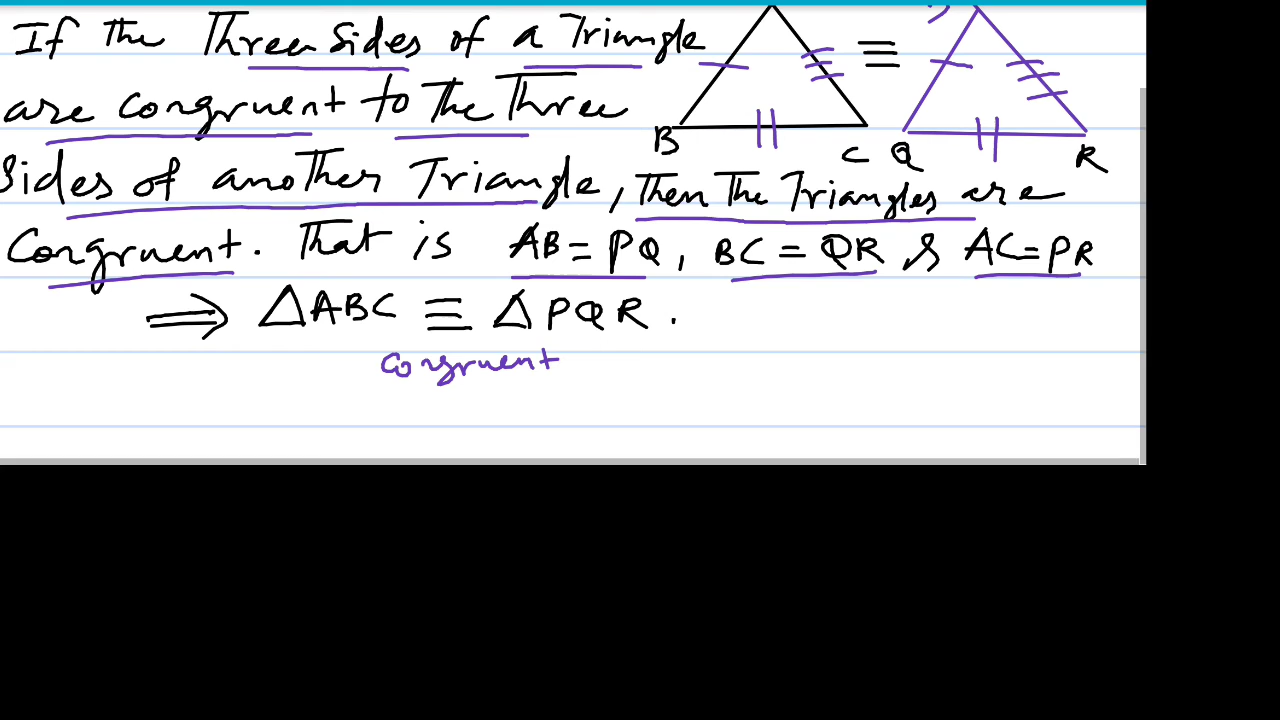 If the Three sides of a Triangle
are congruent to the Three
B C Q R
sides of another Triangle, then the Triangles are
Congruent. That is AB = PQ, BC = QR & AC = PR
⟹ △ABC ≡ △PQR.
Congruent